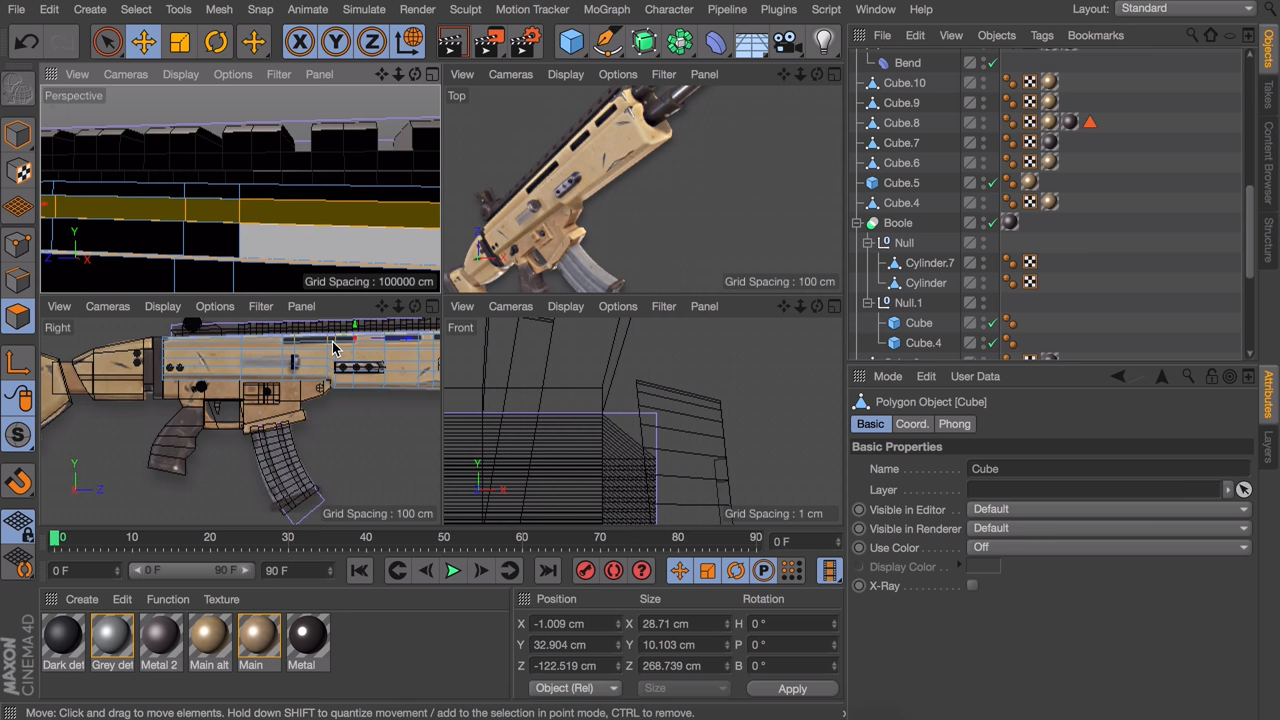 File Edit Create Select Tools Mesh Snap Animate Simulate Render Sculpt Motion Tracker MoGraph Character Pipeline Plugins Script Window Help Layout: Standard
View Cameras Display Options Filter Panel
View Cameras Display Options Filter Panel
File Edit View Objects Tags Bookmarks
Perspective
Y
Z X
Grid Spacing : 100000 cm
Top
Grid Spacing : 100 cm
Bend
Cube.10
Cube.9
Cube.8
Cube.7
Cube.6
Cube.5
Cube.4
Boole
Null
Cylinder.7
Cylinder
Null.1
Cube
Cube.4
Objects
Takes
Content Browser
Structure
View Cameras Display Options Filter Panel
View Cameras Display Options Filter Panel
Right
Y
Z
Grid Spacing : 100 cm
Front
Y
X
Grid Spacing : 1 cm
Mode Edit User Data
Polygon Object [Cube]
Basic Coord. Phong
Basic Properties
Name Cube
Layer
Visible in Editor Default
Visible in Renderer Default
Use Color Off
Display Color
X-Ray
Attributes
Layers
0 10 20 30 40 50 60 70 80 90 0 F
0 F 0 F 90 F 90 F
Create Edit Function Texture
Dark def Grey def Metal 2 Main alt Main Metal
MAXON
CINEMA 4D
Position Size Rotation
X -1.009 cm X 28.71 cm H 0 °
Y 32.904 cm Y 10.103 cm P 0 °
Z -122.519 cm Z 268.739 cm B 0 °
Object (Rel) Size Apply
Move: Click and drag to move elements. Hold down SHIFT to quantize movement / add to the selection in point mode, CTRL to remove.